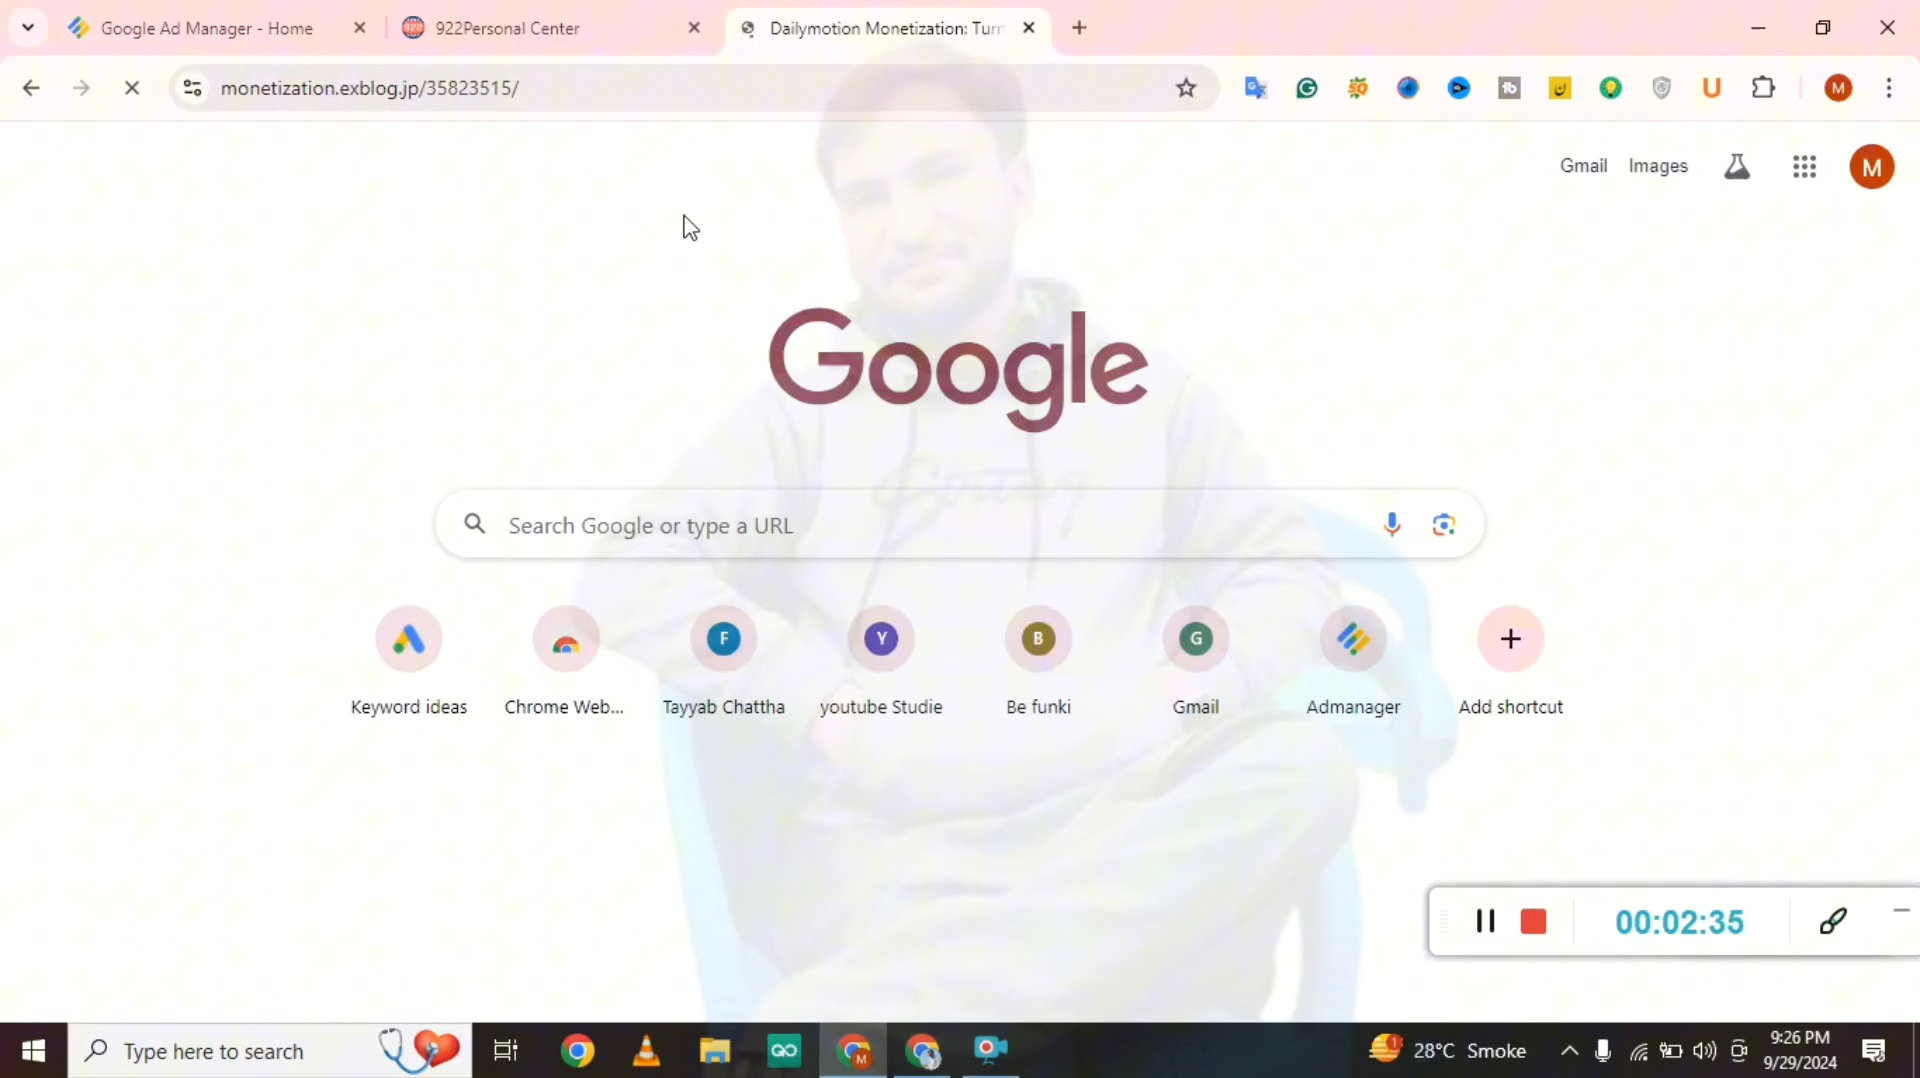 Google Ad Manager - Home
922Personal Center
Dailymotion Monetization: Turn
monetization.exblog.jp/35823515/
M
Gmail
Images
M
Google
Search Google or type a URL
F
Y
B
G
Keyword ideas
Chrome Web...
Tayyab Chattha
youtube Studie
Be funki
Gmail
Admanager
Add shortcut
00:02:35
Type here to search
28°C Smoke
9:26 PM
9/29/2024